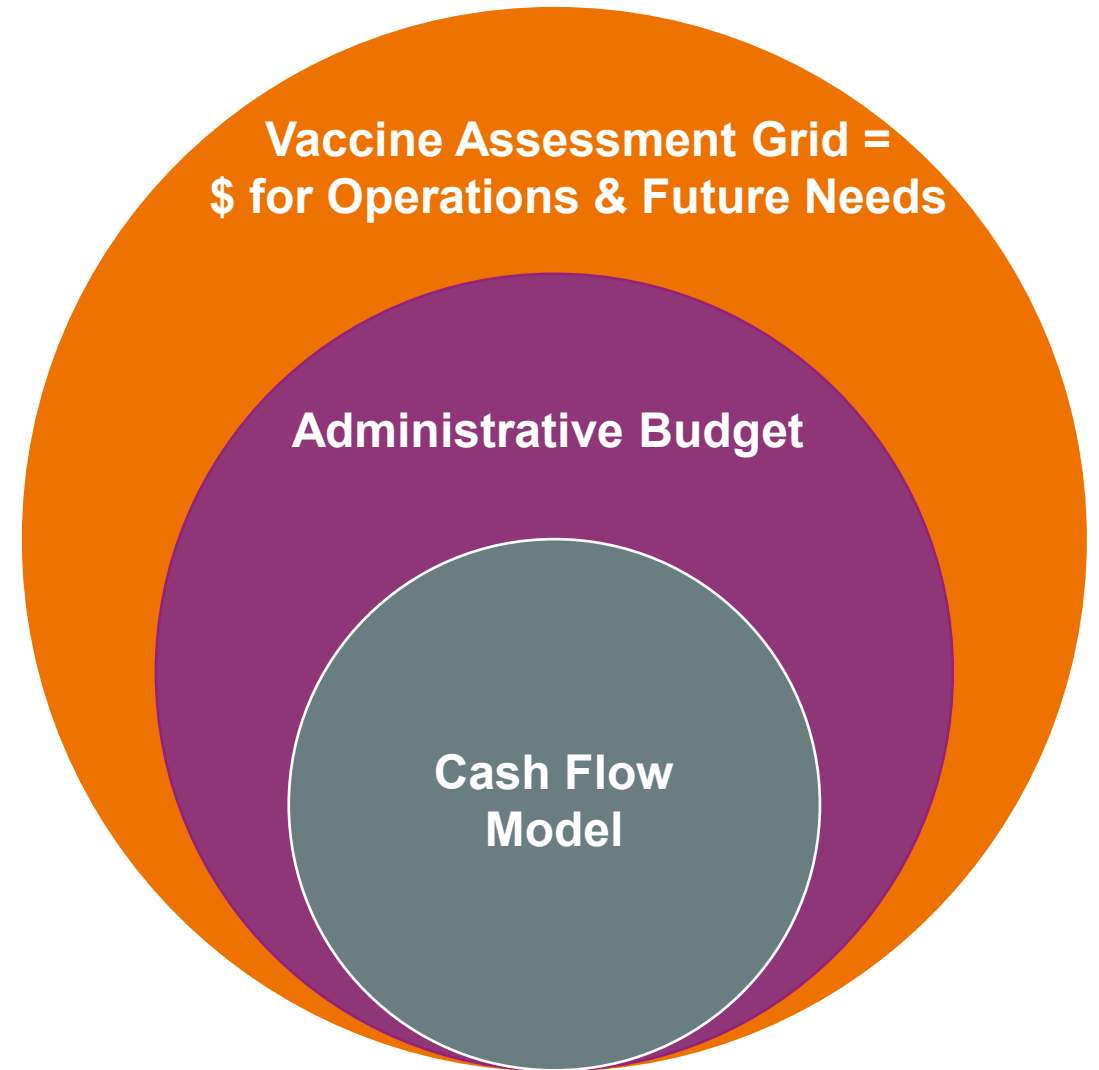 Vaccine Assessment Grid =
$ for Operations & Future Needs
Administrative Budget
Cash Flow
Model